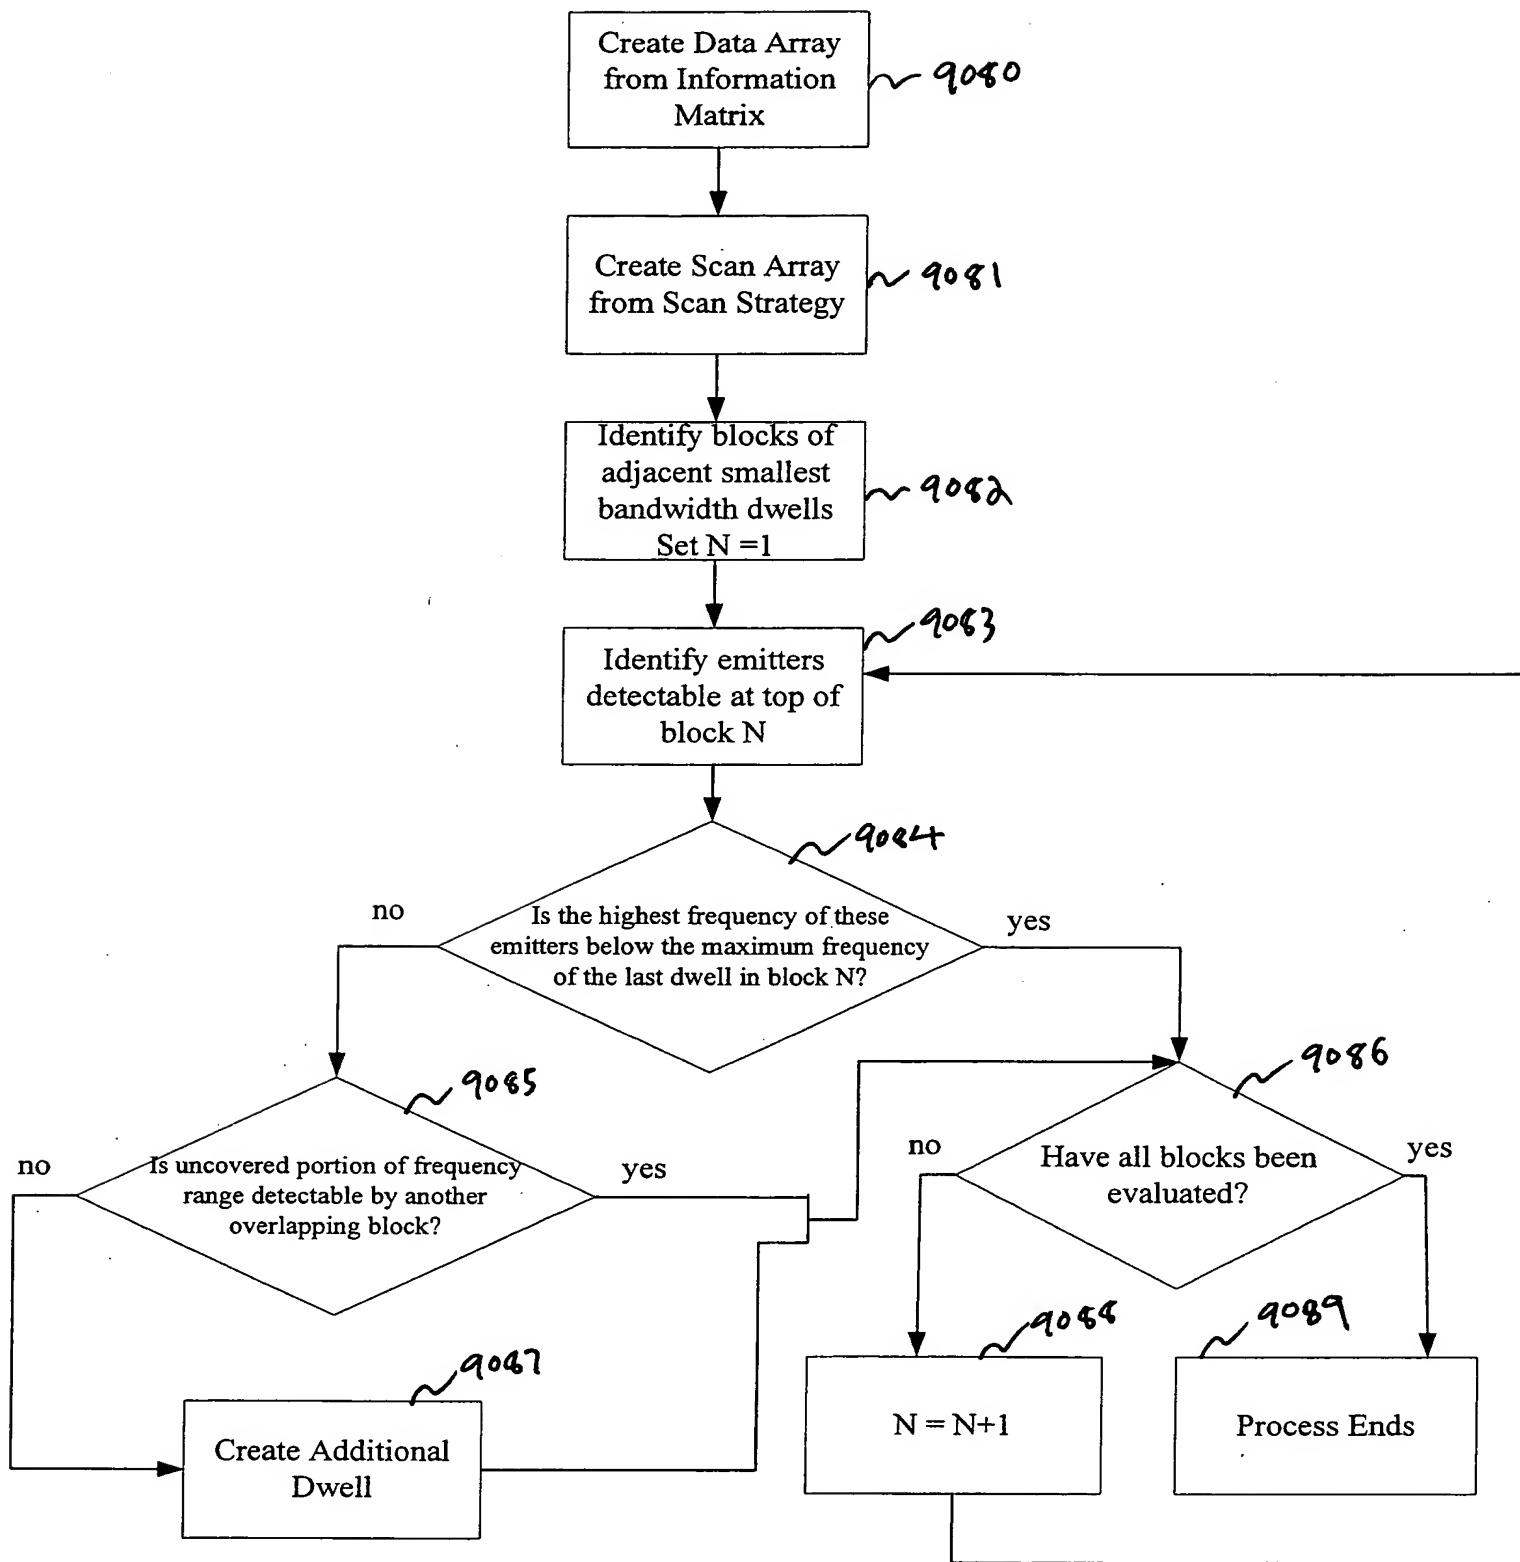 Create Data Array
from Information
Matrix
9080
Create Scan Array
from Scan Strategy
9081
Identify blocks of
adjacent smallest
bandwidth dwells
Set N =1
9082
Identify emitters
detectable at top of
block N
9083
9084
Is the highest frequency of these
emitters below the maximum frequency
of the last dwell in block N?
no
yes
9085
Is uncovered portion of frequency
range detectable by another
overlapping block?
no
yes
9086
Have all blocks been
evaluated?
no
yes
9087
Create Additional
Dwell
9088
N = N+1
9089
Process Ends